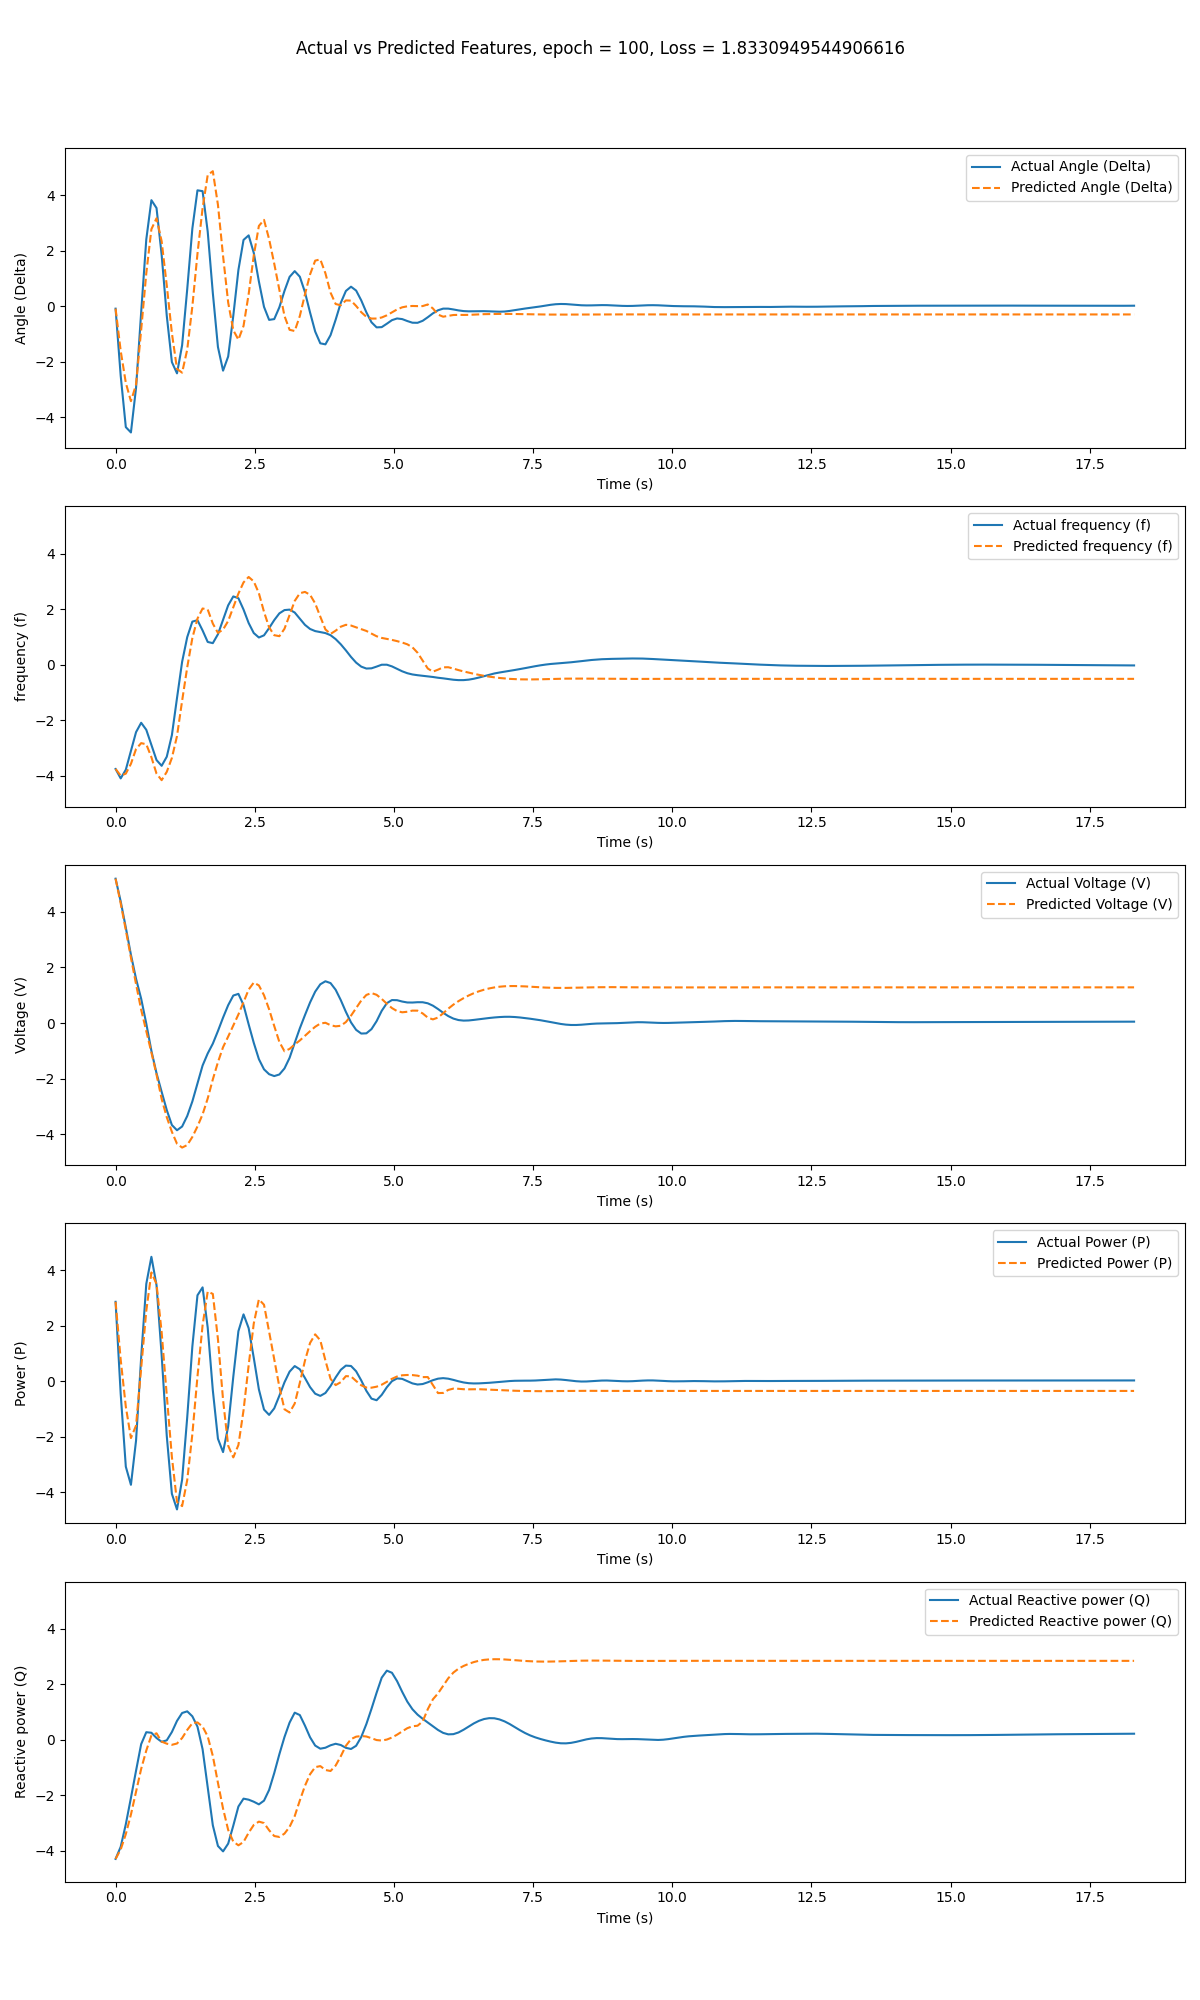 Actual vs Predicted Features, epoch = 100, Loss = 1.8330949544906616
Actual Angle (Delta)
Predicted Angle (Delta)
Angle (Delta)
4
2
0
−2
−4
0.0 2.5 5.0 7.5 10.0 12.5 15.0 17.5
Time (s)
Actual frequency (f)
Predicted frequency (f)
frequency (f)
4
2
0
−2
−4
0.0 2.5 5.0 7.5 10.0 12.5 15.0 17.5
Time (s)
Actual Voltage (V)
Predicted Voltage (V)
Voltage (V)
4
2
0
−2
−4
0.0 2.5 5.0 7.5 10.0 12.5 15.0 17.5
Time (s)
Actual Power (P)
Predicted Power (P)
Power (P)
4
2
0
−2
−4
0.0 2.5 5.0 7.5 10.0 12.5 15.0 17.5
Time (s)
Actual Reactive power (Q)
Predicted Reactive power (Q)
Reactive power (Q)
4
2
0
−2
−4
0.0 2.5 5.0 7.5 10.0 12.5 15.0 17.5
Time (s)